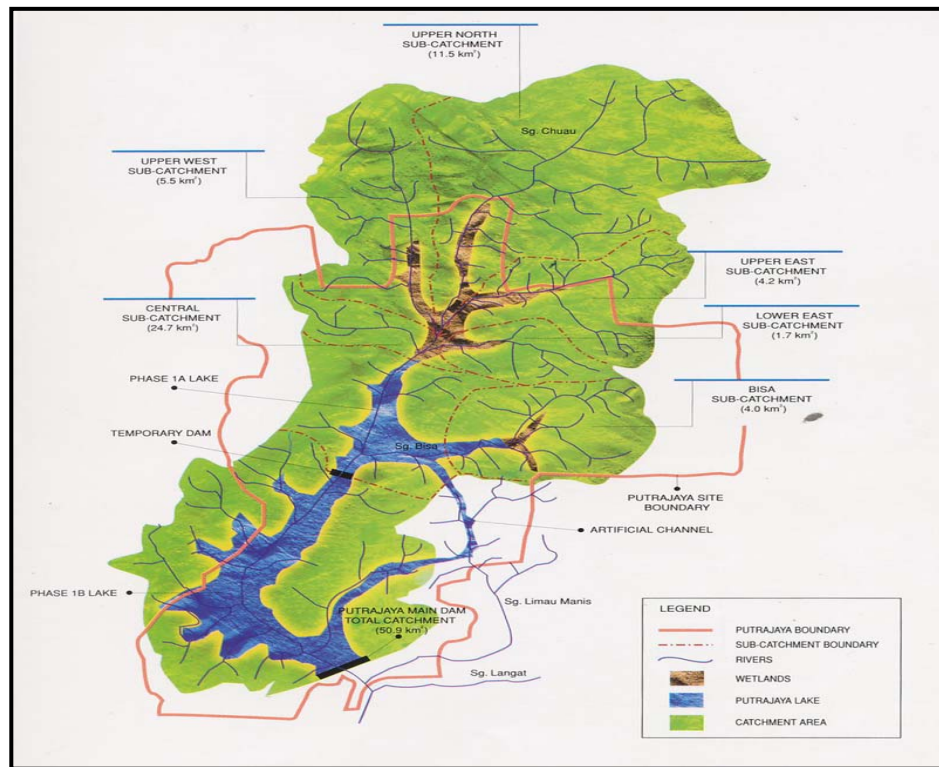 UPPER NORTH
SUB-CATCHMENT
(11.5 km²)
Sg. Chuau
UPPER WEST
SUB-CATCHMENT
(5.5 km²)
UPPER EAST
SUB-CATCHMENT
(4.2 km²)
CENTRAL
SUB-CATCHMENT
(24.7 km²)
LOWER EAST
SUB-CATCHMENT
(1.7 km²)
PHASE 1A LAKE
BISA
SUB-CATCHMENT
(4.0 km²)
TEMPORARY DAM
Sg. Bisa
PUTRAJAYA SITE
BOUNDARY
ARTIFICIAL CHANNEL
PHASE 1B LAKE
Sg. Limau Manis
PUTRAJAYA MAIN DAM
TOTAL CATCHMENT
(50.9 km²)
Sg. Langat
LEGEND
PUTRAJAYA BOUNDARY
SUB-CATCHMENT BOUNDARY
RIVERS
WETLANDS
PUTRAJAYA LAKE
CATCHMENT AREA